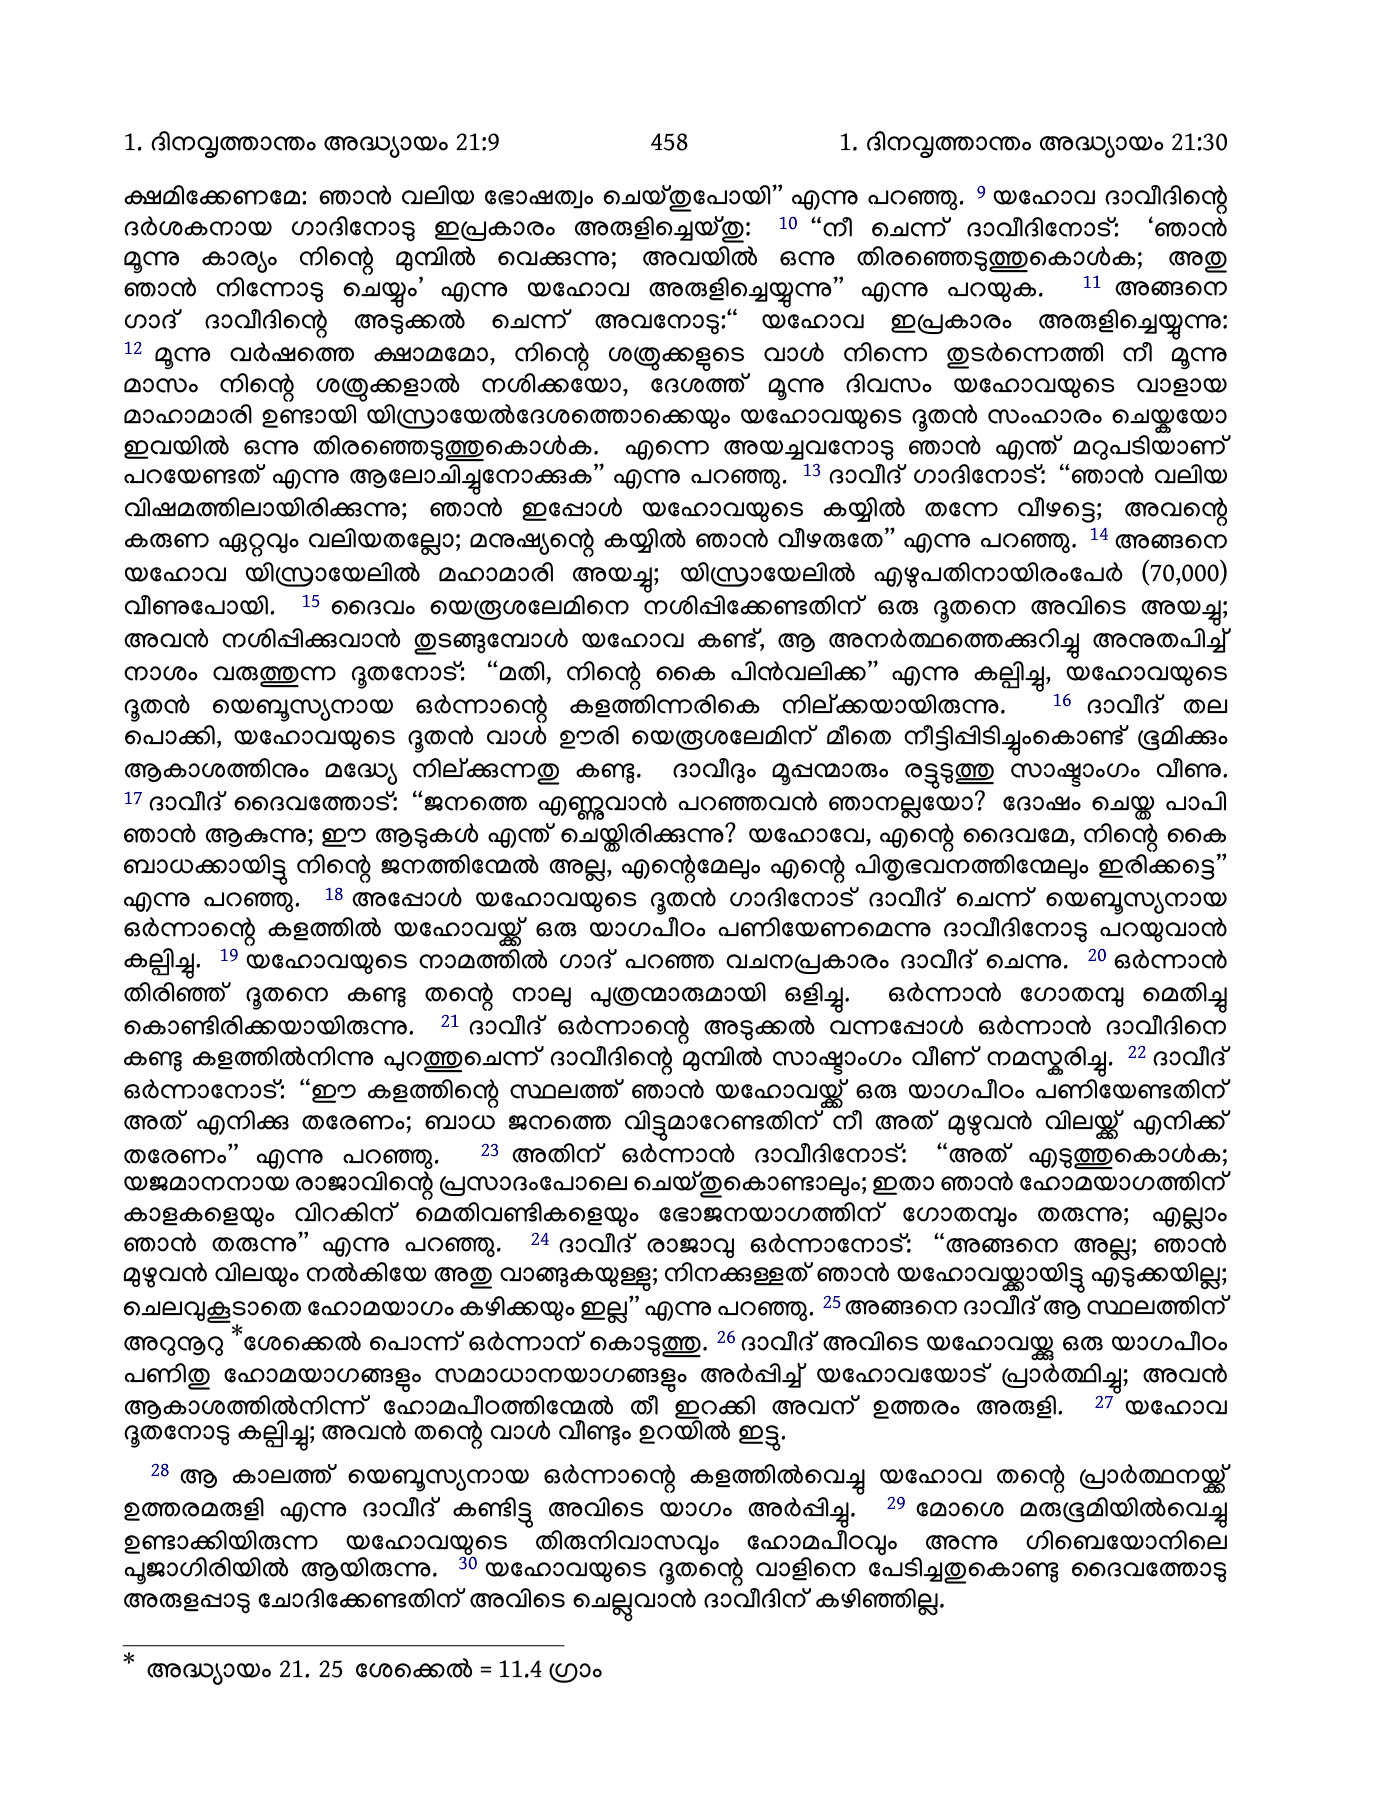 1. ദിനവൃത്താന്തം അദ്ധ്യായം 21:9 458 1. ദിനവൃത്താന്തം അദ്ധ്യായം 21:30
ക്ഷമിക്കേണമേ: ഞാൻ വലിയ ഭോഷത്വം ചെയ്തുപോയി” എന്നു പറഞ്ഞു. 9 യഹോവ ദാവീദിന്റെ
ദർശകനായ ഗാദിനോടു ഇപ്രകാരം അരുളിച്ചെയ്തു: 10 “നീ ചെന്ന് ദാവീദിനോട്: ‘ഞാൻ
മൂന്നു കാര്യം നിന്റെ മുമ്പിൽ വെക്കുന്നു; അവയിൽ ഒന്നു തിരഞ്ഞെടുത്തുകൊൾക; അതു
ഞാൻ നിന്നോടു ചെയ്യും’ എന്നു യഹോവ അരുളിച്ചെയ്യുന്നു” എന്നു പറയുക. 11 അങ്ങനെ
ഗാദ് ദാവീദിന്റെ അടുക്കൽ ചെന്ന് അവനോടു:“ യഹോവ ഇപ്രകാരം അരുളിച്ചെയ്യുന്നു:
12 മൂന്നു വർഷത്തെ ക്ഷാമമോ, നിന്റെ ശത്രുക്കളുടെ വാൾ നിന്നെ തുടർന്നെത്തി നീ മൂന്നു
മാസം നിന്റെ ശത്രുക്കളാൽ നശിക്കയോ, ദേശത്ത് മൂന്നു ദിവസം യഹോവയുടെ വാളായ
മാഹാമാരി ഉണ്ടായി യിസ്രായേൽദേശത്തൊക്കെയും യഹോവയുടെ ദൂതൻ സംഹാരം ചെയ്കയോ
ഇവയിൽ ഒന്നു തിരഞ്ഞെടുത്തുകൊൾക. എന്നെ അയച്ചവനോടു ഞാൻ എന്ത് മറുപടിയാണ്
പറയേണ്ടത് എന്നു ആലോചിച്ചുനോക്കുക” എന്നു പറഞ്ഞു. 13 ദാവീദ് ഗാദിനോട്: “ഞാൻ വലിയ
വിഷമത്തിലായിരിക്കുന്നു; ഞാൻ ഇപ്പോൾ യഹോവയുടെ കയ്യിൽ തന്നേ വീഴട്ടെ; അവന്റെ
കരുണ ഏറ്റവും വലിയതല്ലോ; മനുഷ്യന്റെ കയ്യിൽ ഞാൻ വീഴരുതേ” എന്നു പറഞ്ഞു. 14 അങ്ങനെ
യഹോവ യിസ്രായേലിൽ മഹാമാരി അയച്ചു; യിസ്രായേലിൽ എഴുപതിനായിരംപേർ (70,000)
വീണുപോയി. 15 ദൈവം യെരൂശലേമിനെ നശിപ്പിക്കേണ്ടതിന് ഒരു ദൂതനെ അവിടെ അയച്ചു;
അവൻ നശിപ്പിക്കുവാൻ തുടങ്ങുമ്പോൾ യഹോവ കണ്ട്, ആ അനർത്ഥത്തെക്കുറിച്ചു അനുതപിച്ച്
നാശം വരുത്തുന്ന ദൂതനോട്: “മതി, നിന്റെ കൈ പിൻവലിക്ക” എന്നു കല്പിച്ചു, യഹോവയുടെ
ദൂതൻ യെബൂസ്യനായ ഒർന്നാന്റെ കളത്തിന്നരികെ നില്ക്കയായിരുന്നു. 16 ദാവീദ് തല
പൊക്കി, യഹോവയുടെ ദൂതൻ വാൾ ഊരി യെരൂശലേമിന് മീതെ നീട്ടിപ്പിടിച്ചുംകൊണ്ട് ഭൂമിക്കും
ആകാശത്തിനും മദ്ധ്യേ നില്ക്കുന്നതു കണ്ടു. ദാവീദും മൂപ്പന്മാരും രട്ടുടുത്തു സാഷ്ടാംഗം വീണു.
17 ദാവീദ് ദൈവത്തോട്: “ജനത്തെ എണ്ണുവാൻ പറഞ്ഞവൻ ഞാനല്ലയോ? ദോഷം ചെയ്ത പാപി
ഞാൻ ആകുന്നു; ഈ ആടുകൾ എന്ത് ചെയ്തിരിക്കുന്നു? യഹോവേ, എന്റെ ദൈവമേ, നിന്റെ കൈ
ബാധക്കായിട്ടു നിന്റെ ജനത്തിന്മേൽ അല്ല, എന്റെമേലും എന്റെ പിതൃഭവനത്തിന്മേലും ഇരിക്കട്ടെ”
എന്നു പറഞ്ഞു. 18 അപ്പോൾ യഹോവയുടെ ദൂതൻ ഗാദിനോട് ദാവീദ് ചെന്ന് യെബൂസ്യനായ
ഒർന്നാന്റെ കളത്തിൽ യഹോവയ്ക്ക് ഒരു യാഗപീഠം പണിയേണമെന്നു ദാവീദിനോടു പറയുവാൻ
കല്പിച്ചു. 19 യഹോവയുടെ നാമത്തിൽ ഗാദ് പറഞ്ഞ വചനപ്രകാരം ദാവീദ് ചെന്നു. 20 ഒർന്നാൻ
തിരിഞ്ഞ് ദൂതനെ കണ്ടു തന്റെ നാലു പുത്രന്മാരുമായി ഒളിച്ചു. ഒർന്നാൻ ഗോതമ്പു മെതിച്ചു
കൊണ്ടിരിക്കയായിരുന്നു. 21 ദാവീദ് ഒർന്നാന്റെ അടുക്കൽ വന്നപ്പോൾ ഒർന്നാൻ ദാവീദിനെ
കണ്ടു കളത്തിൽനിന്നു പുറത്തുചെന്ന് ദാവീദിന്റെ മുമ്പിൽ സാഷ്ടാംഗം വീണ് നമസ്കരിച്ചു. 22 ദാവീദ്
ഒർന്നാനോട്: “ഈ കളത്തിന്റെ സ്ഥലത്ത് ഞാൻ യഹോവയ്ക്ക് ഒരു യാഗപീഠം പണിയേണ്ടതിന്
അത് എനിക്കു തരേണം; ബാധ ജനത്തെ വിട്ടുമാറേണ്ടതിന് നീ അത് മുഴുവൻ വിലയ്ക്ക് എനിക്ക്
തരേണം” എന്നു പറഞ്ഞു. 23 അതിന് ഒർന്നാൻ ദാവീദിനോട്: “അത് എടുത്തുകൊൾക;
യജമാനനായ രാജാവിന്റെ പ്രസാദംപോലെ ചെയ്തുകൊണ്ടാലും; ഇതാ ഞാൻ ഹോമയാഗത്തിന്
കാളകളെയും വിറകിന് മെതിവണ്ടികളെയും ഭോജനയാഗത്തിന് ഗോതമ്പും തരുന്നു; എല്ലാം
ഞാൻ തരുന്നു” എന്നു പറഞ്ഞു. 24 ദാവീദ് രാജാവു ഒർന്നാനോട്: “അങ്ങനെ അല്ല; ഞാൻ
മുഴുവൻ വിലയും നൽകിയേ അതു വാങ്ങുകയുള്ളു; നിനക്കുള്ളത് ഞാൻ യഹോവയ്ക്കായിട്ടു എടുക്കയില്ല;
ചെലവുകൂടാതെ ഹോമയാഗം കഴിക്കയും ഇല്ല” എന്നു പറഞ്ഞു. 25 അങ്ങനെ ദാവീദ് ആ സ്ഥലത്തിന്
അറുനൂറു *ശേക്കെൽ പൊന്ന് ഒർന്നാന് കൊടുത്തു. 26 ദാവീദ് അവിടെ യഹോവയ്ക്കു ഒരു യാഗപീഠം
പണിതു ഹോമയാഗങ്ങളും സമാധാനയാഗങ്ങളും അർപ്പിച്ച് യഹോവയോട് പ്രാർത്ഥിച്ചു; അവൻ
ആകാശത്തിൽനിന്ന് ഹോമപീഠത്തിന്മേൽ തീ ഇറക്കി അവന് ഉത്തരം അരുളി. 27 യഹോവ
ദൂതനോടു കല്പിച്ചു; അവൻ തന്റെ വാൾ വീണ്ടും ഉറയിൽ ഇട്ടു.
28 ആ കാലത്ത് യെബൂസ്യനായ ഒർന്നാന്റെ കളത്തിൽവെച്ചു യഹോവ തന്റെ പ്രാർത്ഥനയ്ക്ക്
ഉത്തരമരുളി എന്നു ദാവീദ് കണ്ടിട്ടു അവിടെ യാഗം അർപ്പിച്ചു. 29 മോശെ മരുഭൂമിയിൽവെച്ചു
ഉണ്ടാക്കിയിരുന്ന യഹോവയുടെ തിരുനിവാസവും ഹോമപീഠവും അന്നു ഗിബെയോനിലെ
പൂജാഗിരിയിൽ ആയിരുന്നു. 30 യഹോവയുടെ ദൂതന്റെ വാളിനെ പേടിച്ചതുകൊണ്ടു ദൈവത്തോടു
അരുളപ്പാടു ചോദിക്കേണ്ടതിന് അവിടെ ചെല്ലുവാൻ ദാവീദിന് കഴിഞ്ഞില്ല.
* അദ്ധ്യായം 21. 25 ശേക്കെൽ = 11.4 ഗ്രാം